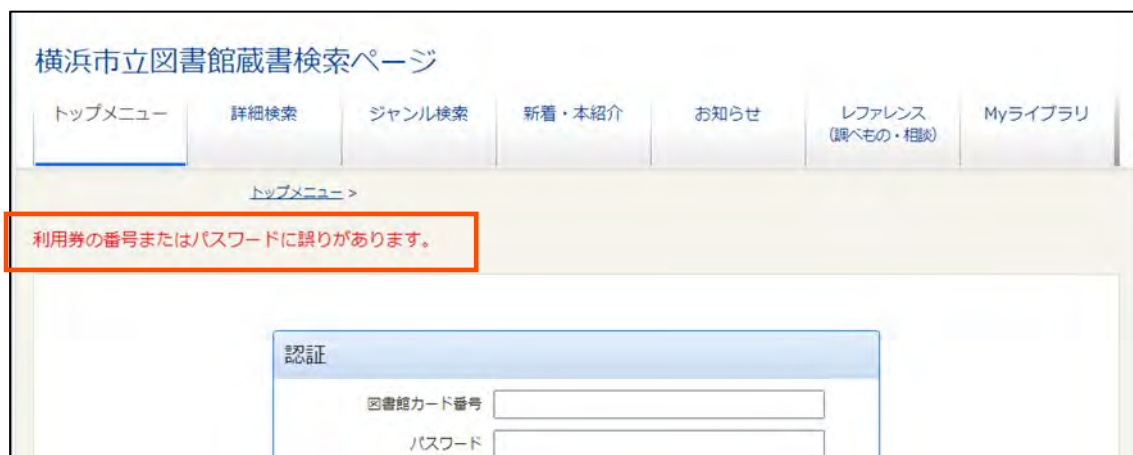 横浜市立図書館蔵書検索ページ
トップメニュー 詳細検索 ジャンル検索 新着・本紹介 お知らせ レファレンス Myライブラリ
(調べもの・相談)
トップメニュー >
利用券の番号またはパスワードに誤りがあります。
認証
図書館カード番号
パスワード